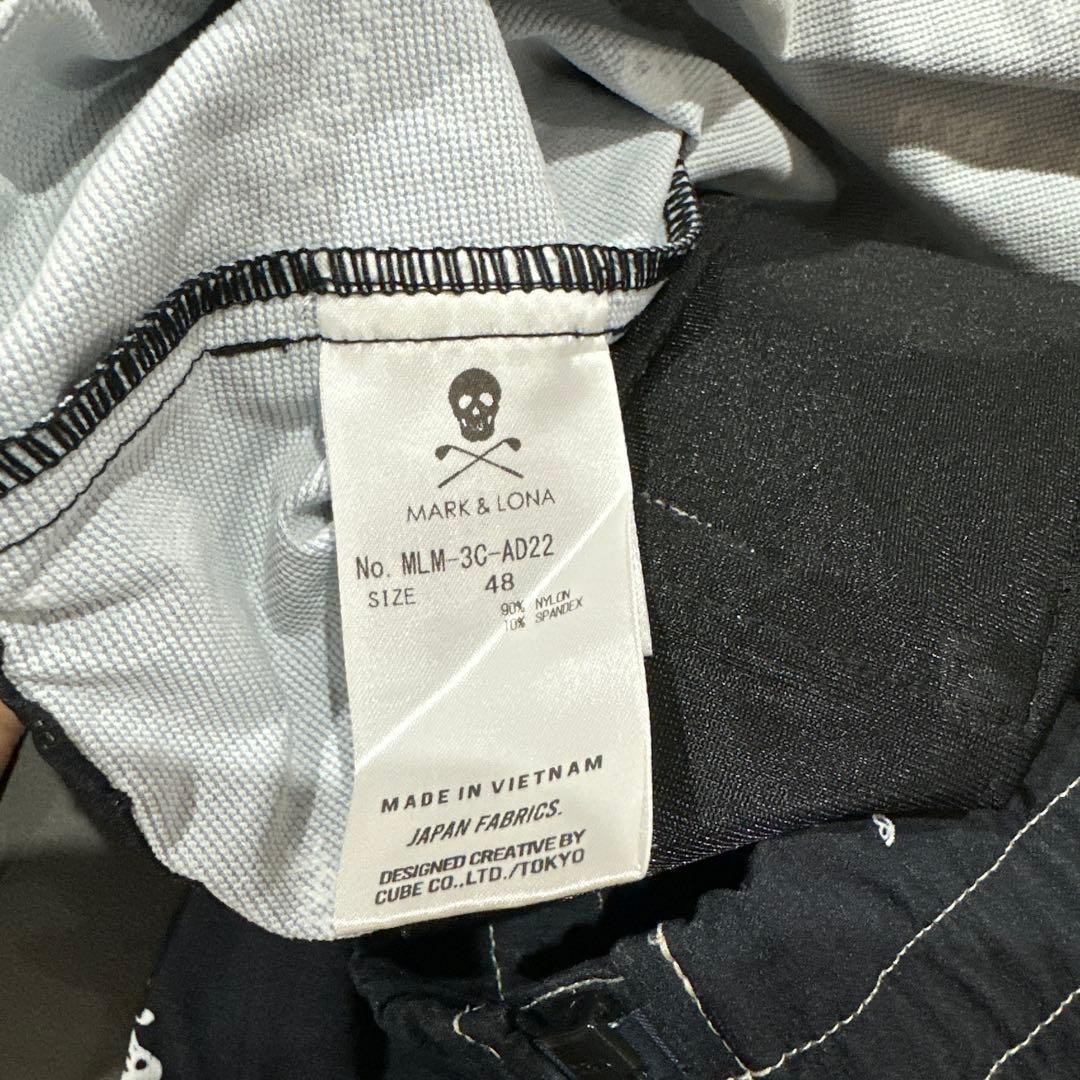 MARK & LONA
No. MLM-3C-AD22
SIZE 48
90% NYLON
10% SPANDEX
MADE IN VIETNAM
JAPAN FABRICS.
DESIGNED CREATIVE BY
CUBE CO.,LTD./TOKYO